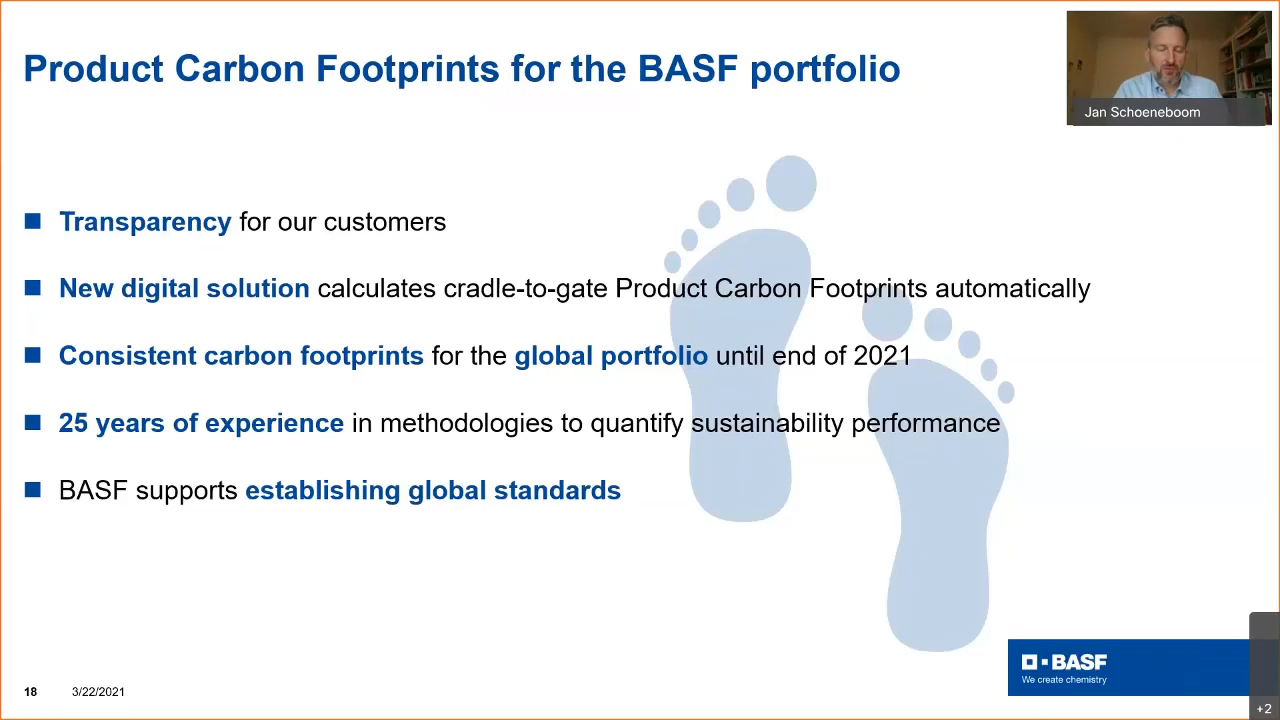 Product Carbon Footprints for the BASF portfolio
Jan Schoeneboom
Transparency for our customers
New digital solution calculates cradle-to-gate Product Carbon Footprints automatically
Consistent carbon footprints for the global portfolio until end of 2021
25 years of experience in methodologies to quantify sustainability performance
BASF supports establishing global standards
BASF
We create chemistry
18 3/22/2021
+2